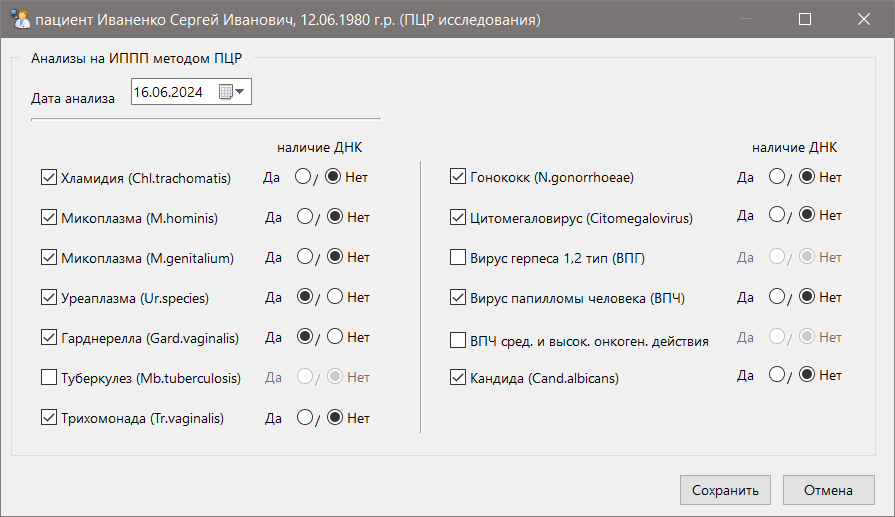 пациент Иваненко Сергей Иванович, 12.06.1980 г.р. (ПЦР исследования)
Анализы на ИППП методом ПЦР
Дата анализа 16.06.2024
наличие ДНК
Хламидия (Chl.trachomatis) Да / Нет
Микоплазма (M.hominis) Да / Нет
Микоплазма (M.genitalium) Да / Нет
Уреаплазма (Ur.species) Да / Нет
Гарднерелла (Gard.vaginalis) Да / Нет
Туберкулез (Mb.tuberculosis) Да / Нет
Трихомонада (Tr.vaginalis) Да / Нет
наличие ДНК
Гонококк (N.gonorrhoeae) Да / Нет
Цитомегаловирус (Citomegalovirus) Да / Нет
Вирус герпеса 1,2 тип (ВПГ) Да / Нет
Вирус папилломы человека (ВПЧ) Да / Нет
ВПЧ сред. и высок. онкоген. действия Да / Нет
Кандида (Cand.albicans) Да / Нет
Сохранить Отмена